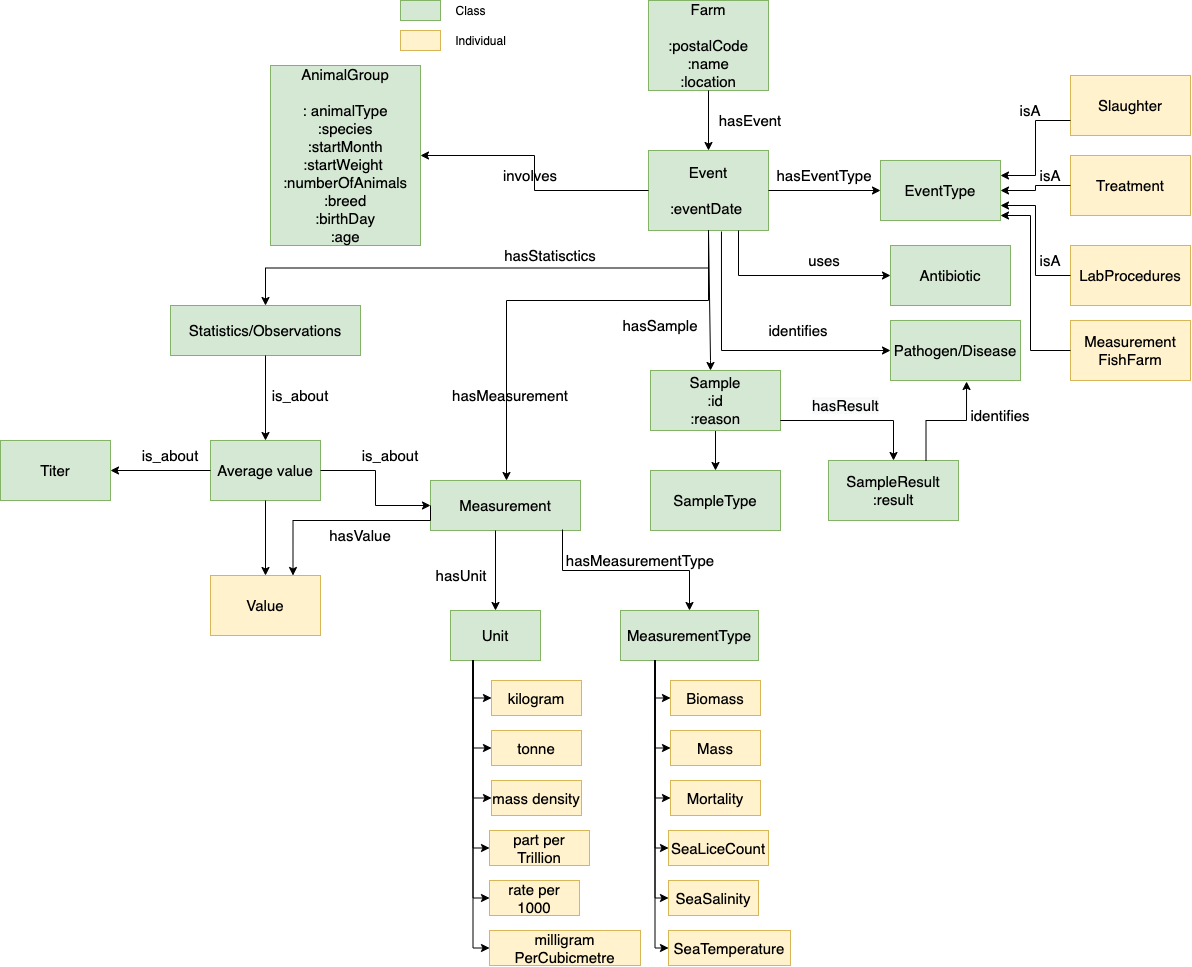 Class
Individual
Farm
:postalCode
:name
:location
AnimalGroup
: animalType
:species
:startMonth
:startWeight
:numberOfAnimals
:breed
:birthDay
:age
hasEvent
involves
Event
:eventDate
hasEventType
EventType
isA
Slaughter
isA
Treatment
isA
LabProcedures
Measurement
FishFarm
hasStatisctics
uses
Antibiotic
Statistics/Observations
hasSample
identifies
Pathogen/Disease
is_about
hasMeasurement
Sample
:id
:reason
hasResult
identifies
Titer
is_about
Average value
is_about
Measurement
SampleType
SampleResult
:result
hasValue
Value
hasUnit
hasMeasurementType
Unit
MeasurementType
kilogram
tonne
mass density
part per
Trillion
rate per
1000
milligram
PerCubicmetre
Biomass
Mass
Mortality
SeaLiceCount
SeaSalinity
SeaTemperature